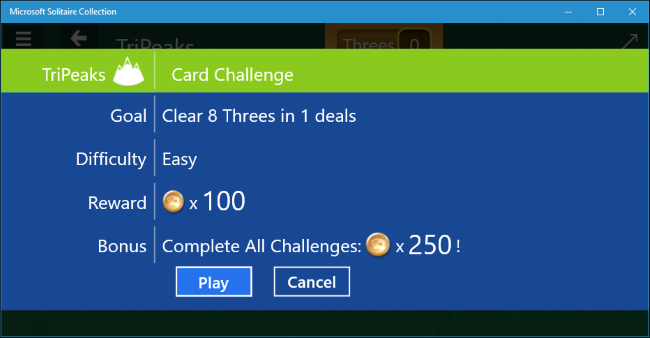 Microsoft Solitaire Collection
TriPeaks
Threes 0
TriPeaks Card Challenge
Goal Clear 8 Threes in 1 deals
Difficulty Easy
Reward x 100
Bonus Complete All Challenges: x 250 !
Play Cancel